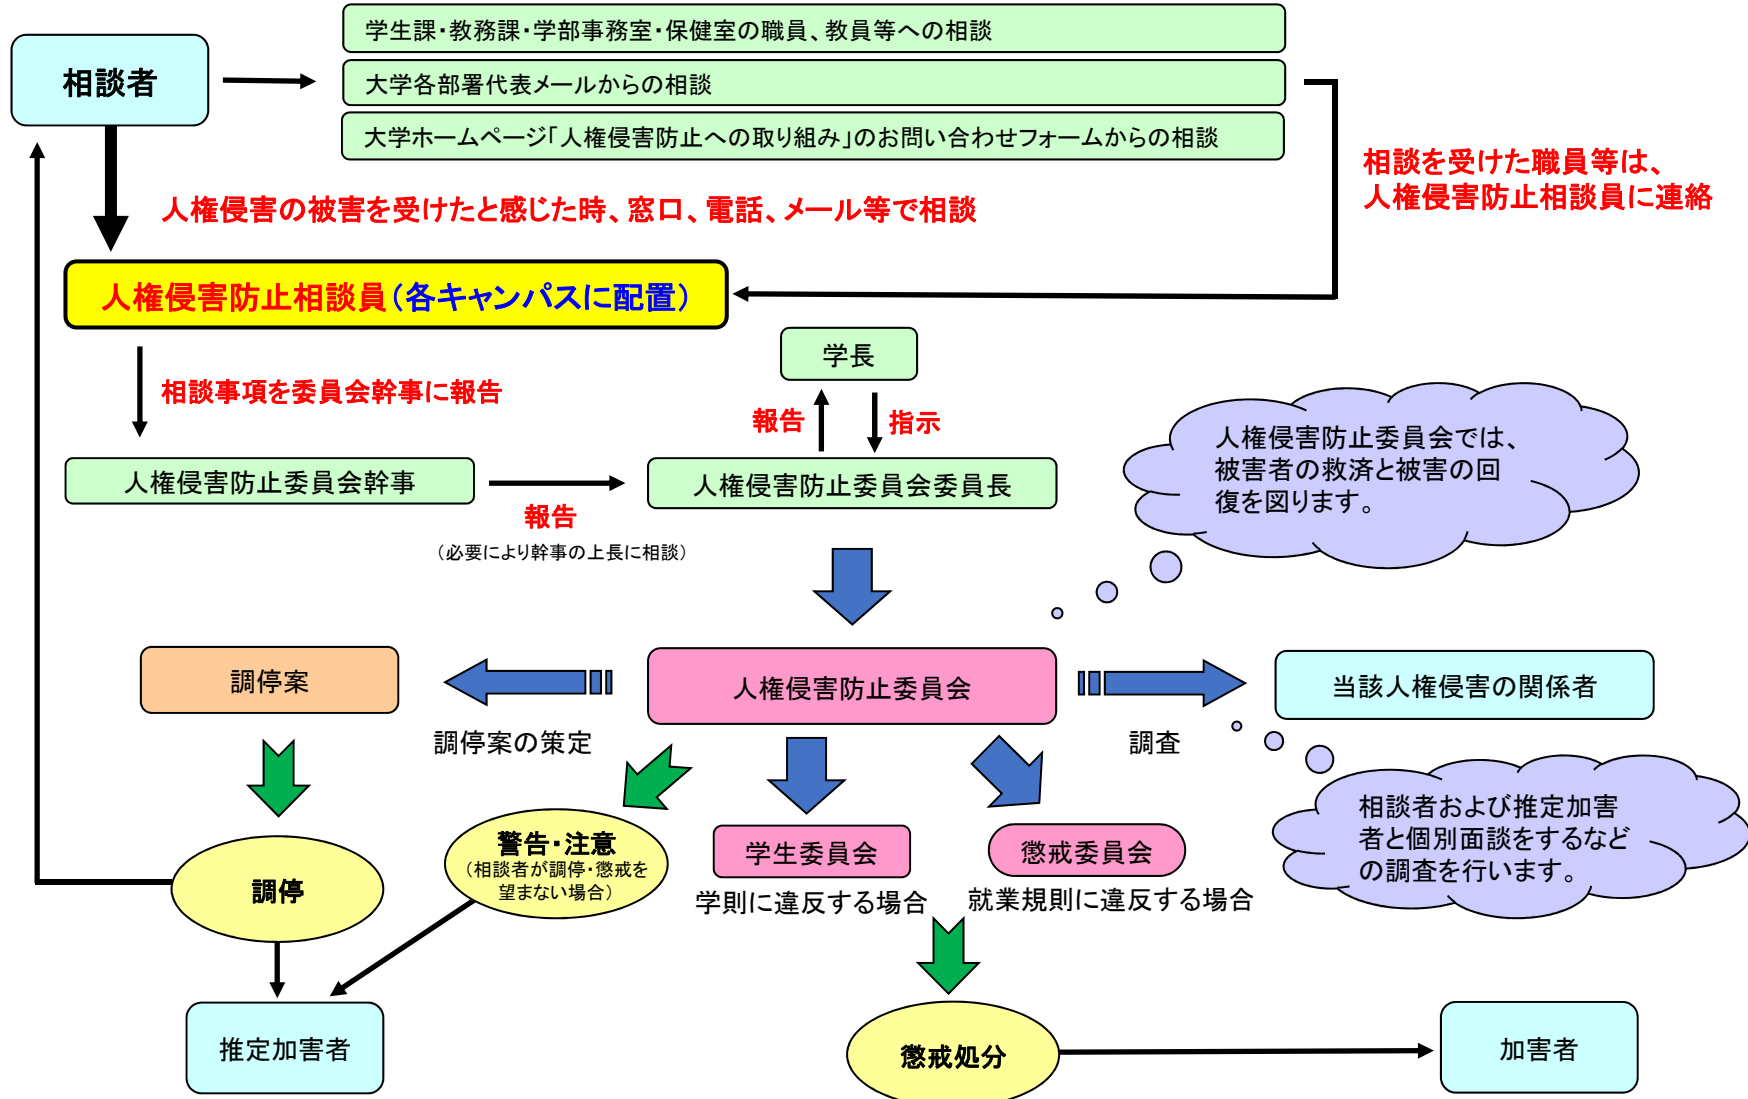 相談者
学生課・教務課・学部事務室・保健室の職員、教員等への相談
大学各部署代表メールからの相談
大学ホームページ「人権侵害防止への取り組み」のお問い合わせフォームからの相談
相談を受けた職員等は、
人権侵害防止相談員に連絡
人権侵害の被害を受けたと感じた時、窓口、電話、メール等で相談
人権侵害防止相談員（各キャンパスに配置）
学長
相談事項を委員会幹事に報告
報告
指示
人権侵害防止委員会では、
被害者の救済と被害の回
復を図ります。
人権侵害防止委員会幹事
人権侵害防止委員会委員長
報告
（必要により幹事の上長に相談）
調停案
人権侵害防止委員会
当該人権侵害の関係者
調停案の策定
調査
相談者および推定加害
者と個別面談をするなど
の調査を行います。
警告・注意
（相談者が調停・懲戒を
望まない場合）
学生委員会
懲戒委員会
調停
学則に違反する場合
就業規則に違反する場合
推定加害者
懲戒処分
加害者